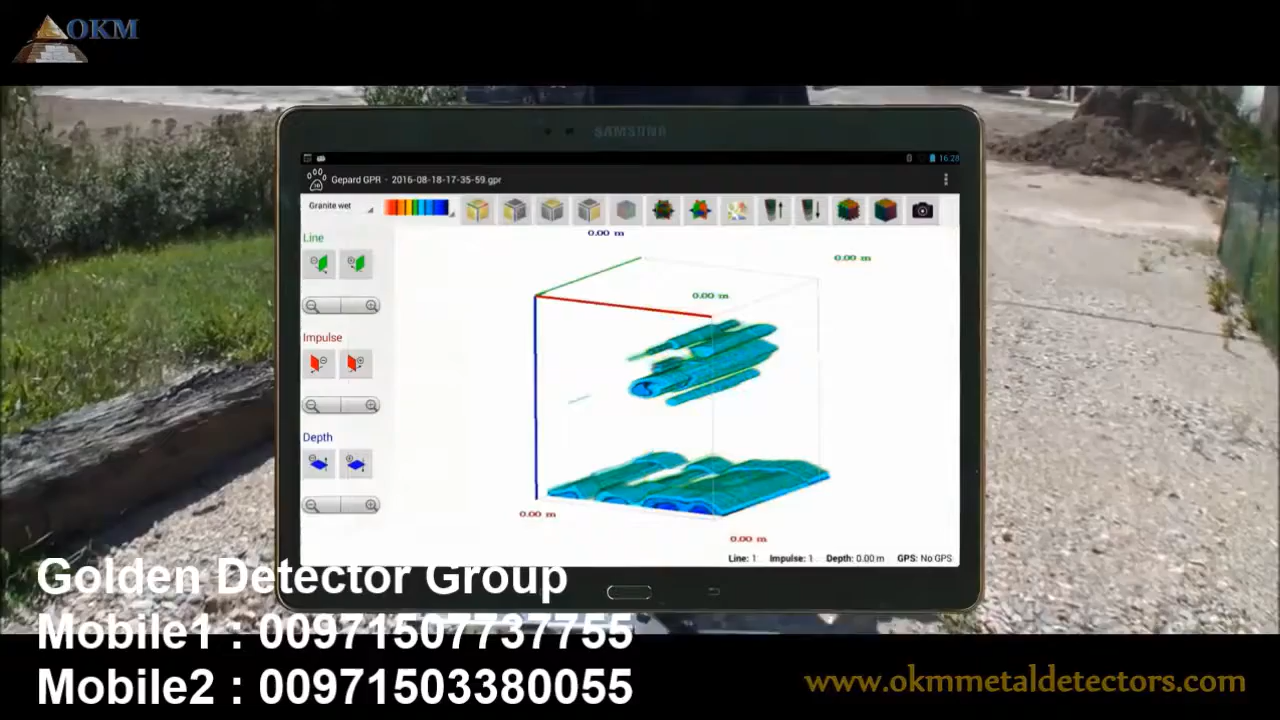 OKM
SAMSUNG
16:28
Gepard GPR - 2016-08-18-17-35-59.gpr
Granite wet
0.00 m
0.00 m
0.00 m
Line
Impulse
Depth
0.00 m
0.00 m
Line: 1 Impulse: 1 Depth: 0.00 m GPS: No GPS
Golden Detector Group
Mobile1 : 00971507737755
Mobile2 : 00971503380055
www.okmmetaldetectors.com